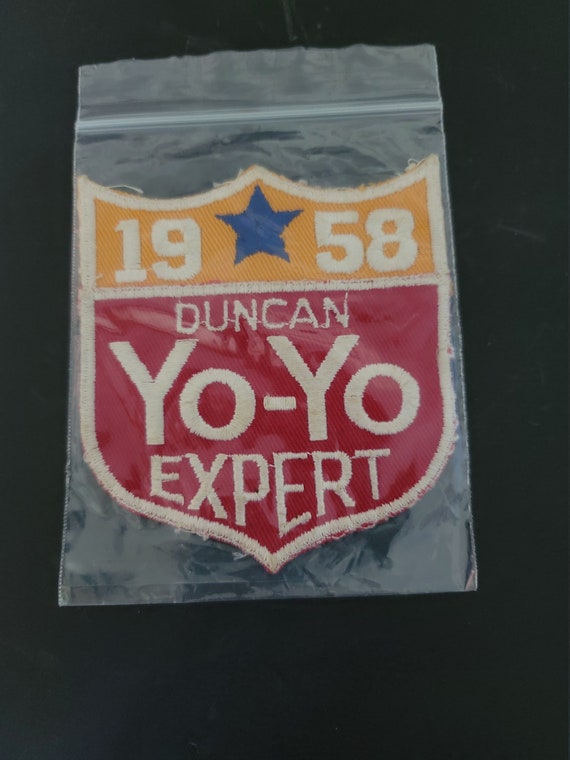 19 58
DUNCAN
YO-YO
EXPERT